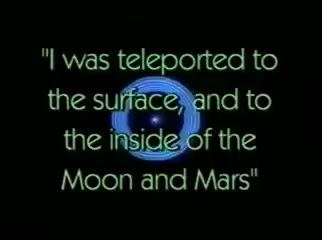 "I was teleported to
the surface, and to
the inside of the
Moon and Mars"